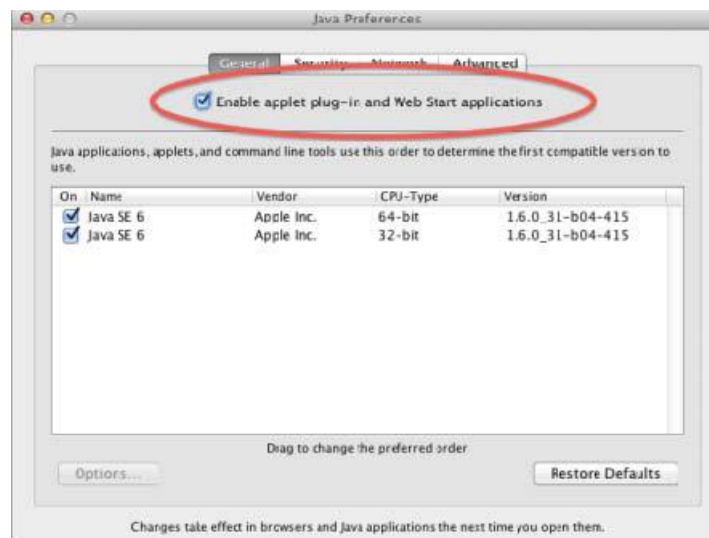 Java Preferences
General Security Network Advanced
Enable applet plug-in and Web Start applications
Java applications, applets, and command line tools use this order to determine the first compatible version to
use.
On Name Vendor CPU-Type Version
Java SE 6 Apple Inc. 64-bit 1.6.0_31-b04-415
Java SE 6 Apple Inc. 32-bit 1.6.0_31-b04-415
Drag to change the preferred order
Options... Restore Defaults
Changes take effect in browsers and Java applications the next time you open them.